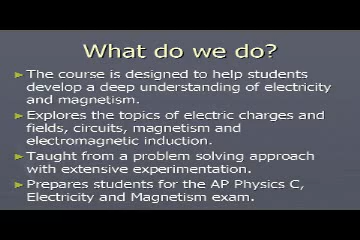 What do we do?
The course is designed to help students
develop a deep understanding of electricity
and magnetism.
Explores the topics of electric charges and
fields, circuits, magnetism and
electromagnetic induction.
Taught from a problem solving approach
with extensive experimentation.
Prepares students for the AP Physics C,
Electricity and Magnetism exam.